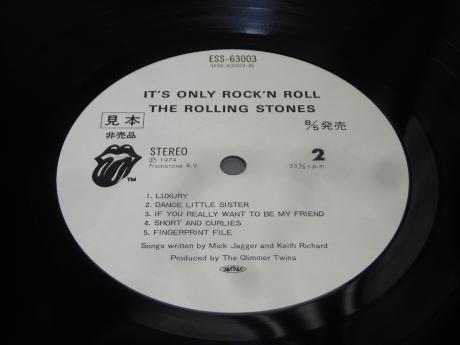 ESS-63003
(ESS-63003-B)
IT'S ONLY ROCK'N ROLL
THE ROLLING STONES
見本
非売品
8/5発売
STEREO
Ⓟ 1974
Promotone B.V.
2
33⅓ r.p.m.
TM
1. LUXURY
2. DANCE LITTLE SISTER
3. IF YOU REALLY WANT TO BE MY FRIEND
4. SHORT AND CURLIES
5. FINGERPRINT FILE
Songs written by Mick Jagger and Keith Richard
Produced by The Glimmer Twins
JASRAC